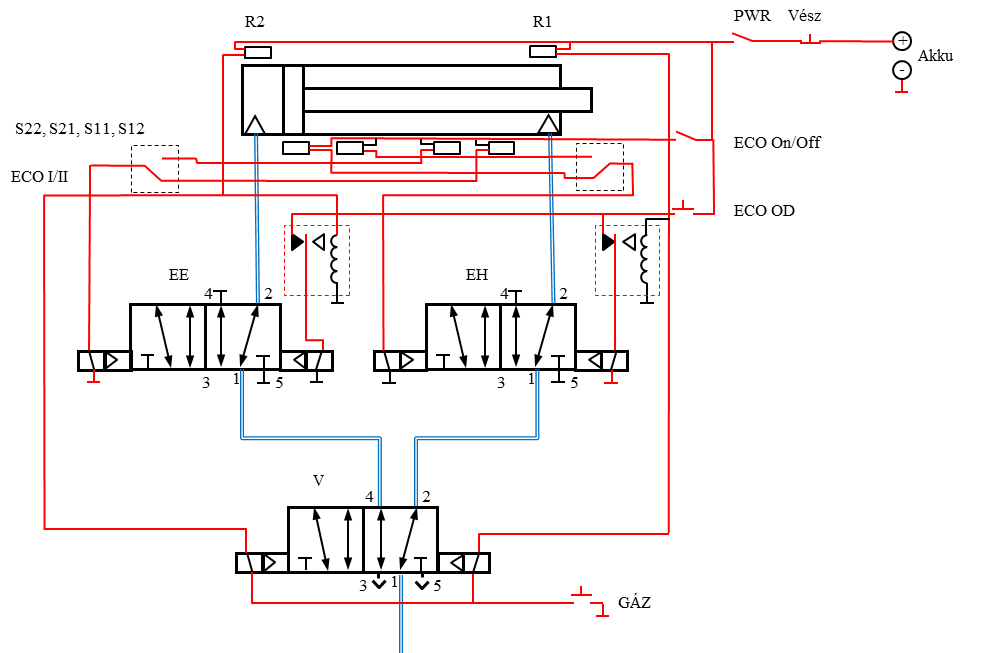 R2
R1
PWR
Vész
+
-
Akku
S22, S21, S11, S12
ECO On/Off
ECO I/II
ECO OD
EE
4
2
EH
4
2
3
1
5
3
1
5
V
4
2
3
1
5
GÁZ